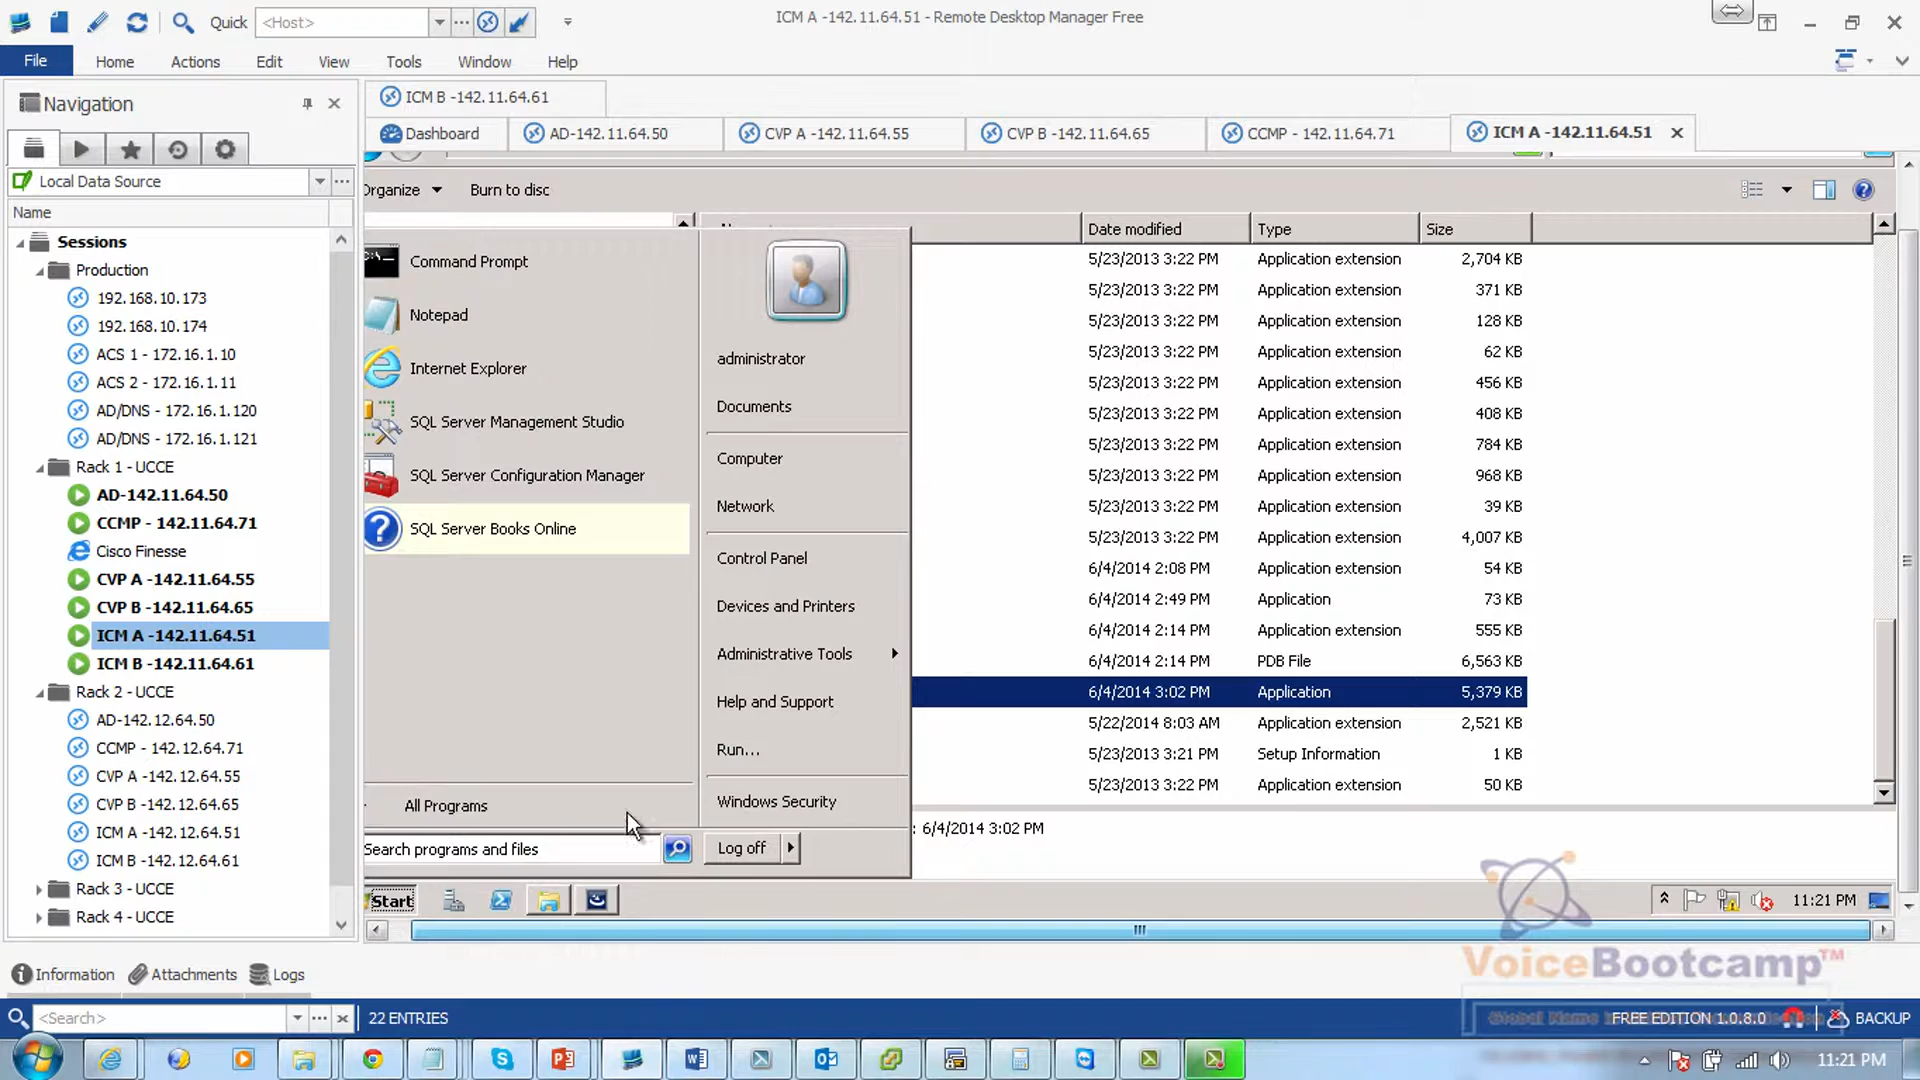 Quick
<Host>
ICM A -142.11.64.51 - Remote Desktop Manager Free
File
Home
Actions
Edit
View
Tools
Window
Help
Navigation
ICM B -142.11.64.61
Dashboard
AD-142.11.64.50
CVP A -142.11.64.55
CVP B -142.11.64.65
CCMP - 142.11.64.71
ICM A -142.11.64.51
Local Data Source
Name
Sessions
Production
192.168.10.173
192.168.10.174
ACS 1 - 172.16.1.10
ACS 2 - 172.16.1.11
AD/DNS - 172.16.1.120
AD/DNS - 172.16.1.121
Rack 1 - UCCE
AD-142.11.64.50
CCMP - 142.11.64.71
Cisco Finesse
CVP A -142.11.64.55
CVP B -142.11.64.65
ICM A -142.11.64.51
ICM B -142.11.64.61
Rack 2 - UCCE
AD-142.12.64.50
CCMP - 142.12.64.71
CVP A -142.12.64.55
CVP B -142.12.64.65
ICM A -142.12.64.51
ICM B -142.12.64.61
Rack 3 - UCCE
Rack 4 - UCCE
Organize
Burn to disc
Command Prompt
Notepad
Internet Explorer
SQL Server Management Studio
SQL Server Configuration Manager
SQL Server Books Online
All Programs
Search programs and files
administrator
Documents
Computer
Network
Control Panel
Devices and Printers
Administrative Tools
Help and Support
Run...
Windows Security
Log off
Date modified Type Size
5/23/2013 3:22 PM Application extension 2,704 KB
5/23/2013 3:22 PM Application extension 371 KB
5/23/2013 3:22 PM Application extension 128 KB
5/23/2013 3:22 PM Application extension 62 KB
5/23/2013 3:22 PM Application extension 456 KB
5/23/2013 3:22 PM Application extension 408 KB
5/23/2013 3:22 PM Application extension 784 KB
5/23/2013 3:22 PM Application extension 968 KB
5/23/2013 3:22 PM Application extension 39 KB
5/23/2013 3:22 PM Application extension 4,007 KB
6/4/2014 2:08 PM Application extension 54 KB
6/4/2014 2:49 PM Application 73 KB
6/4/2014 2:14 PM Application extension 555 KB
6/4/2014 2:14 PM PDB File 6,563 KB
6/4/2014 3:02 PM Application 5,379 KB
5/22/2014 8:03 AM Application extension 2,521 KB
5/23/2013 3:21 PM Setup Information 1 KB
5/23/2013 3:22 PM Application extension 50 KB
: 6/4/2014 3:02 PM
Start
11:21 PM
VoiceBootcamp™
Information
Attachments
Logs
<Search>
22 ENTRIES
FREE EDITION 1.0.8.0
BACKUP
11:21 PM